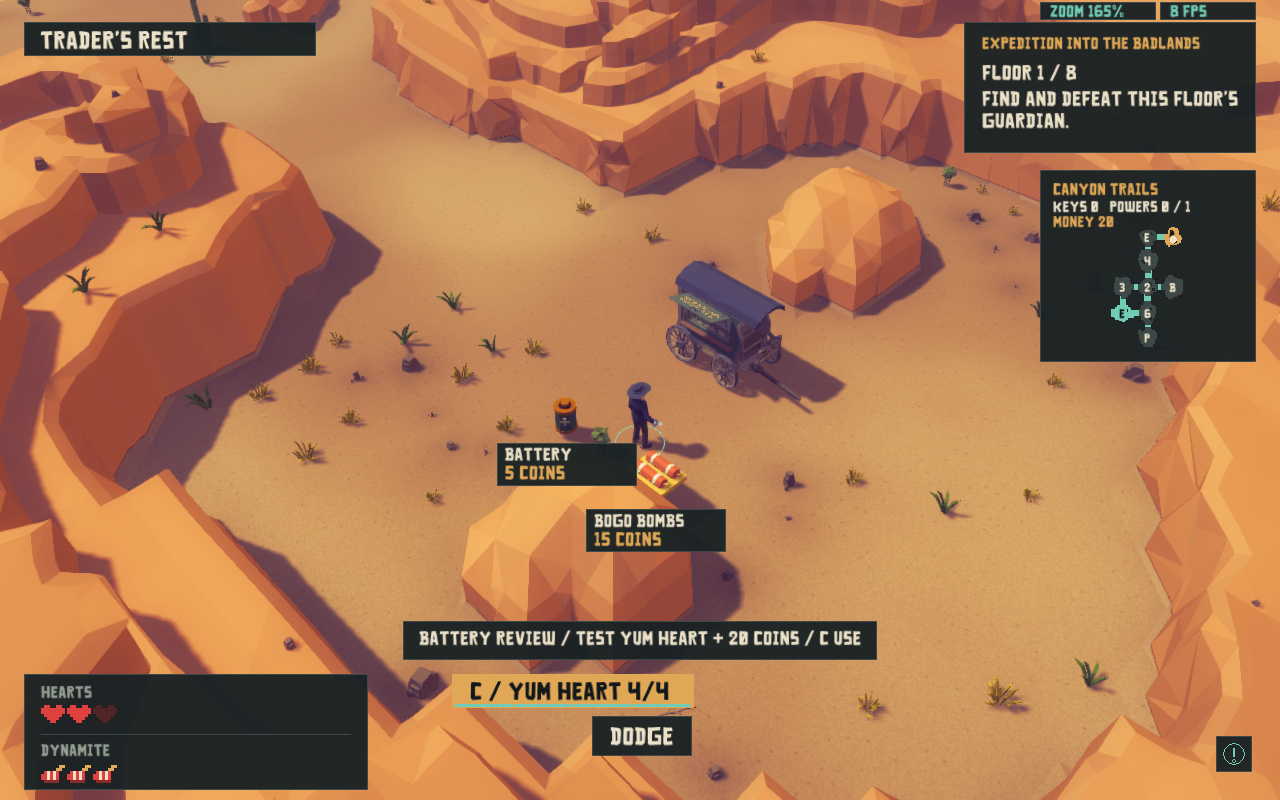 TRADER'S REST
ZOOM 165%
8 FPS
EXPEDITION INTO THE BADLANDS
FLOOR 1 / 8
FIND AND DEFEAT THIS FLOOR'S
GUARDIAN.
CANYON TRAILS
KEYS 0 POWERS 0 / 1
MONEY 20
E
4
3 2 B
E 6
P
BATTERY
5 COINS
BOGO BOMBS
15 COINS
BATTERY REVIEW / TEST YUM HEART + 20 COINS / C USE
C / YUM HEART 4/4
DODGE
HEARTS
DYNAMITE